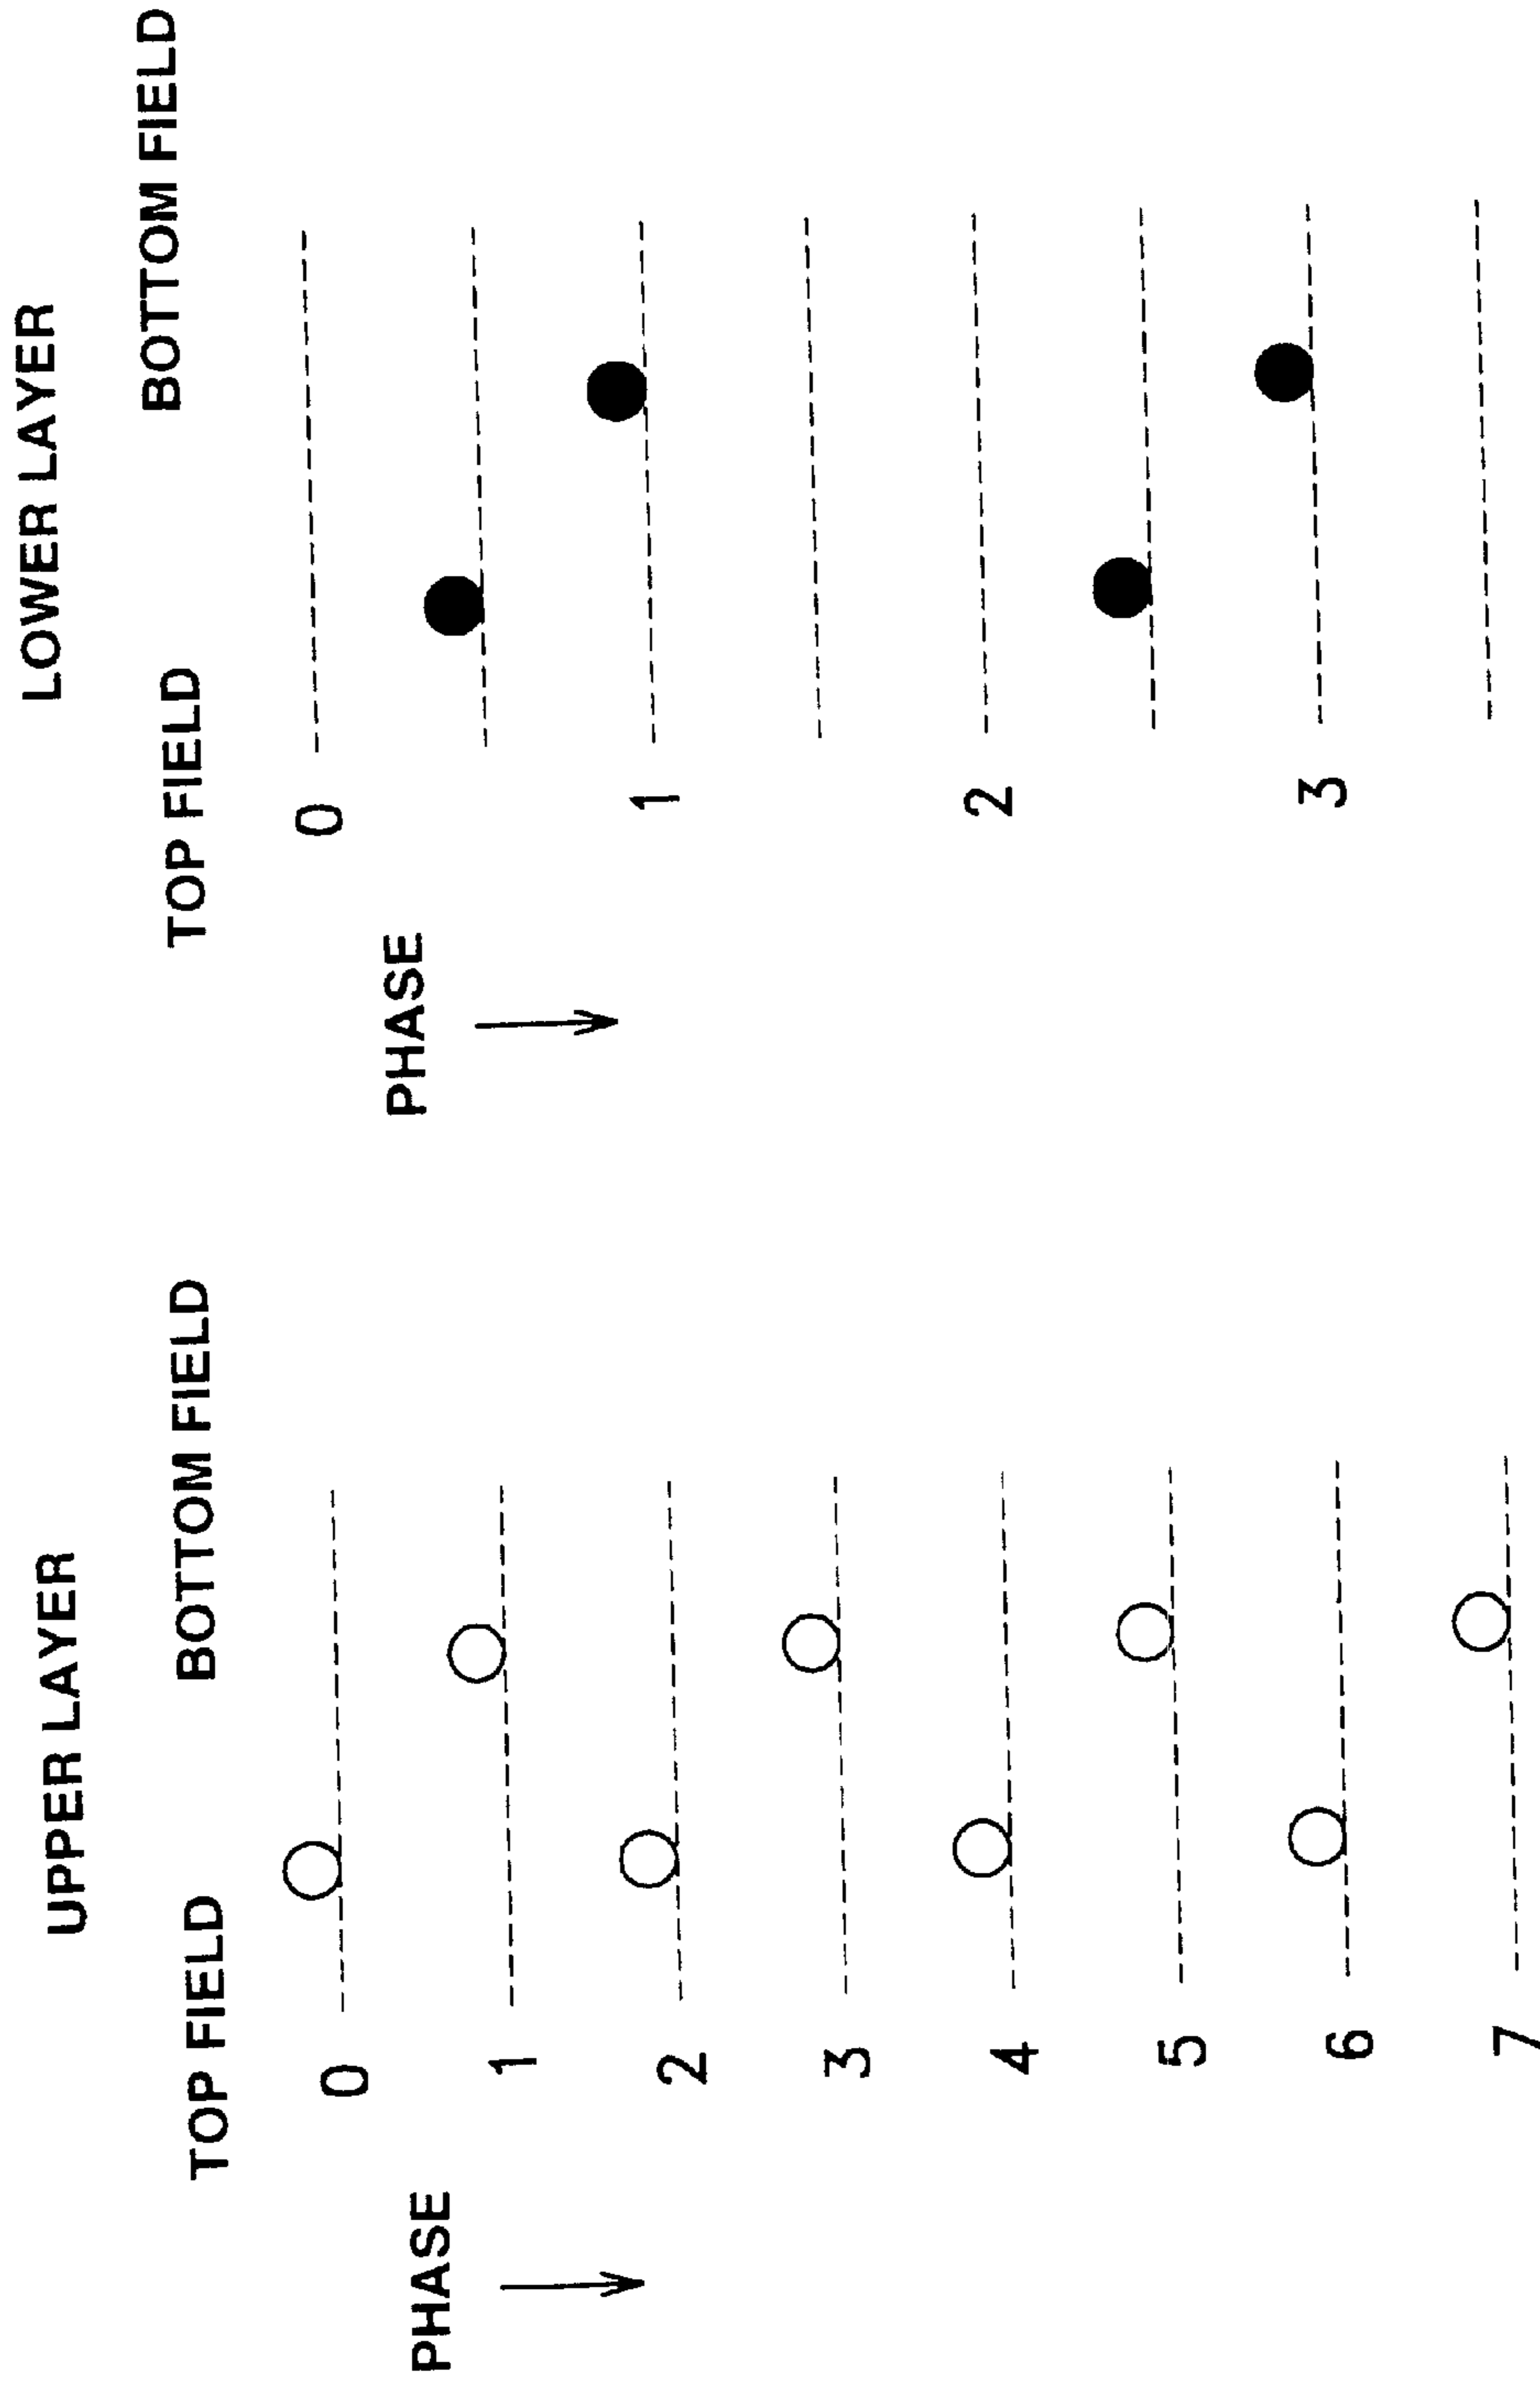 UPPER LAYER
TOP FIELD BOTTOM FIELD
PHASE
0
1
2
3
4
5
6
7
LOWER LAYER
TOP FIELD BOTTOM FIELD
PHASE
0
1
2
3